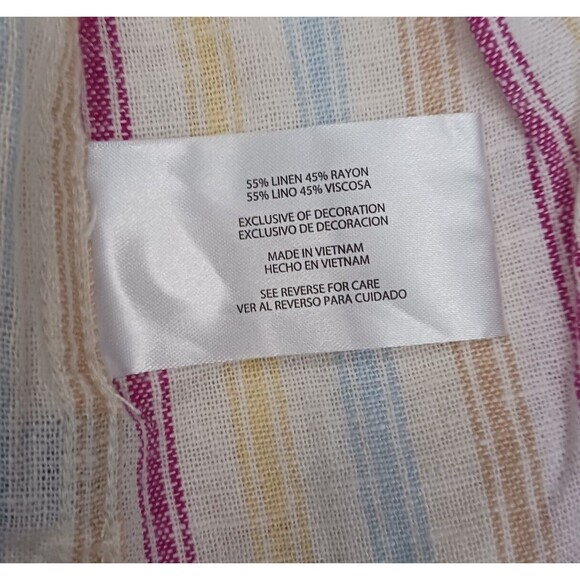 55% LINEN 45% RAYON
55% LINO 45% VISCOSA
EXCLUSIVE OF DECORATION
EXCLUSIVO DE DECORACION
MADE IN VIETNAM
HECHO EN VIETNAM
SEE REVERSE FOR CARE
VER AL REVERSO PARA CUIDADO